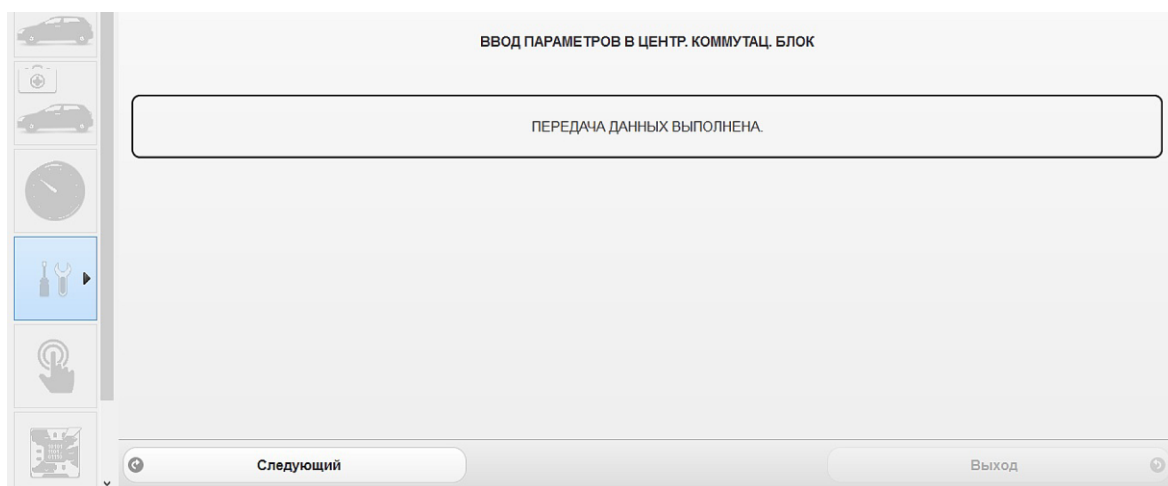 ВВОД ПАРАМЕТРОВ В ЦЕНТР. КОММУТАЦ. БЛОК
ПЕРЕДАЧА ДАННЫХ ВЫПОЛНЕНА.
Следующий
Выход